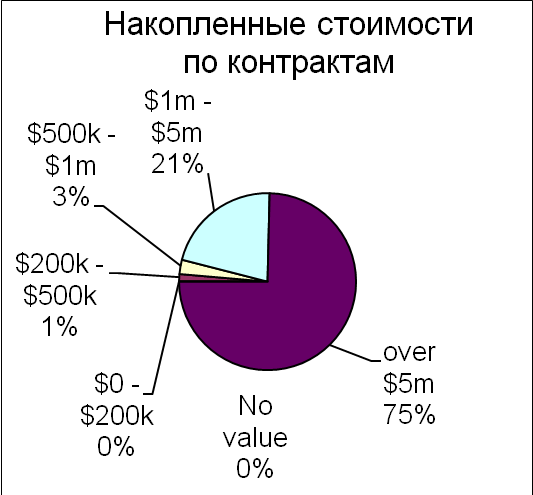 Накопленные стоимости
по контрактам
$1m -
$5m
21%
$500k -
$1m
3%
$200k -
$500k
1%
$0 -
$200k
0%
No
value
0%
over
$5m
75%